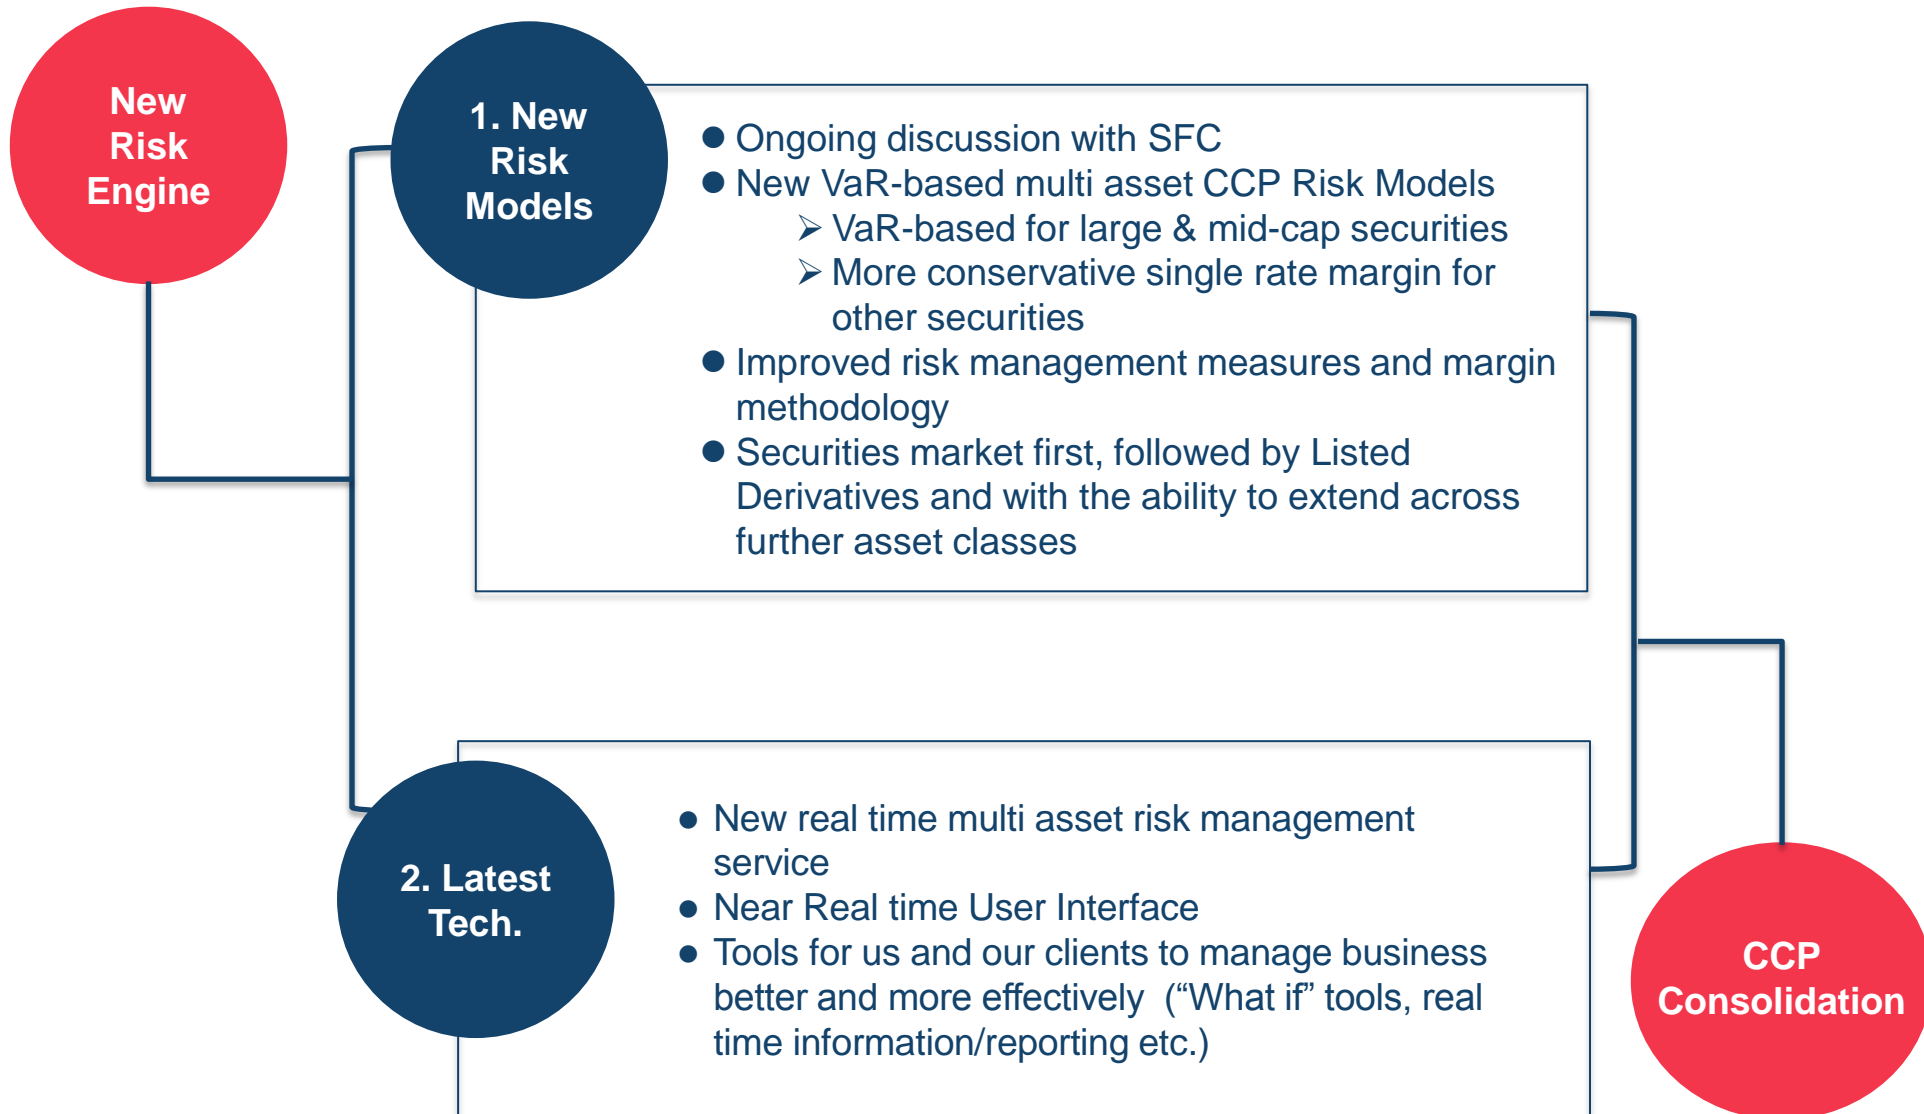 New
Risk
Engine
1. New
Risk
Models
● Ongoing discussion with SFC
● New VaR-based multi asset CCP Risk Models
➢ VaR-based for large & mid-cap securities
➢ More conservative single rate margin for
other securities
● Improved risk management measures and margin
methodology
● Securities market first, followed by Listed
Derivatives and with the ability to extend across
further asset classes
2. Latest
Tech.
● New real time multi asset risk management
service
● Near Real time User Interface
● Tools for us and our clients to manage business
better and more effectively (“What if” tools, real
time information/reporting etc.)
CCP
Consolidation